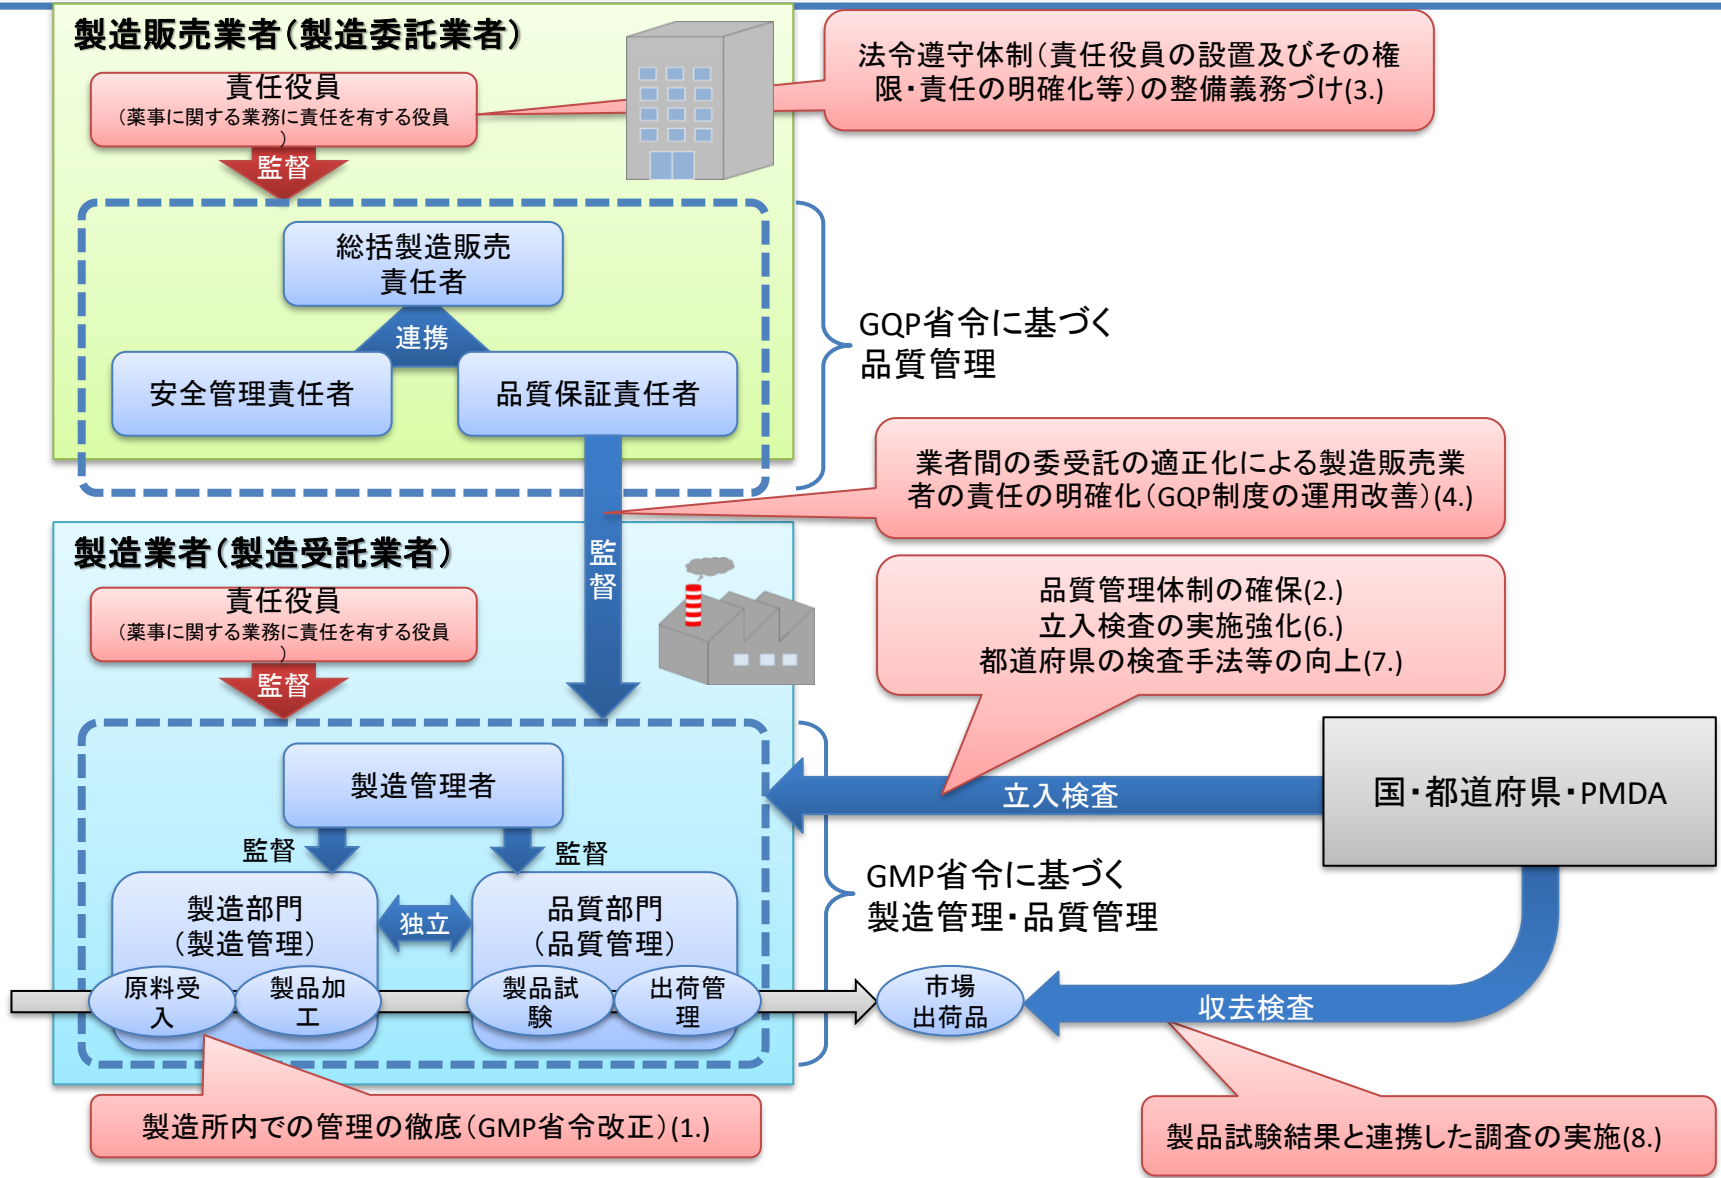 製造販売業者（製造委託業者）
責任役員
（薬事に関する業務に責任を有する役員
）
監督
法令遵守体制（責任役員の設置及びその権
限・責任の明確化等）の整備義務づけ(3.)
総括製造販売
責任者
連携
安全管理責任者
品質保証責任者
GQP省令に基づく
品質管理
業者間の委受託の適正化による製造販売業
者の責任の明確化（GQP制度の運用改善）(4.)
監
督
製造業者（製造受託業者）
責任役員
（薬事に関する業務に責任を有する役員
）
監督
品質管理体制の確保(2.)
立入検査の実施強化(6.)
都道府県の検査手法等の向上(7.)
製造管理者
監督
監督
立入検査
国・都道府県・PMDA
製造部門
（製造管理）
独立
品質部門
（品質管理）
GMP省令に基づく
製造管理・品質管理
原料受
入
製品加
工
製品試
験
出荷管
理
市場
出荷品
収去検査
製造所内での管理の徹底（GMP省令改正）(1.)
製品試験結果と連携した調査の実施(8.)